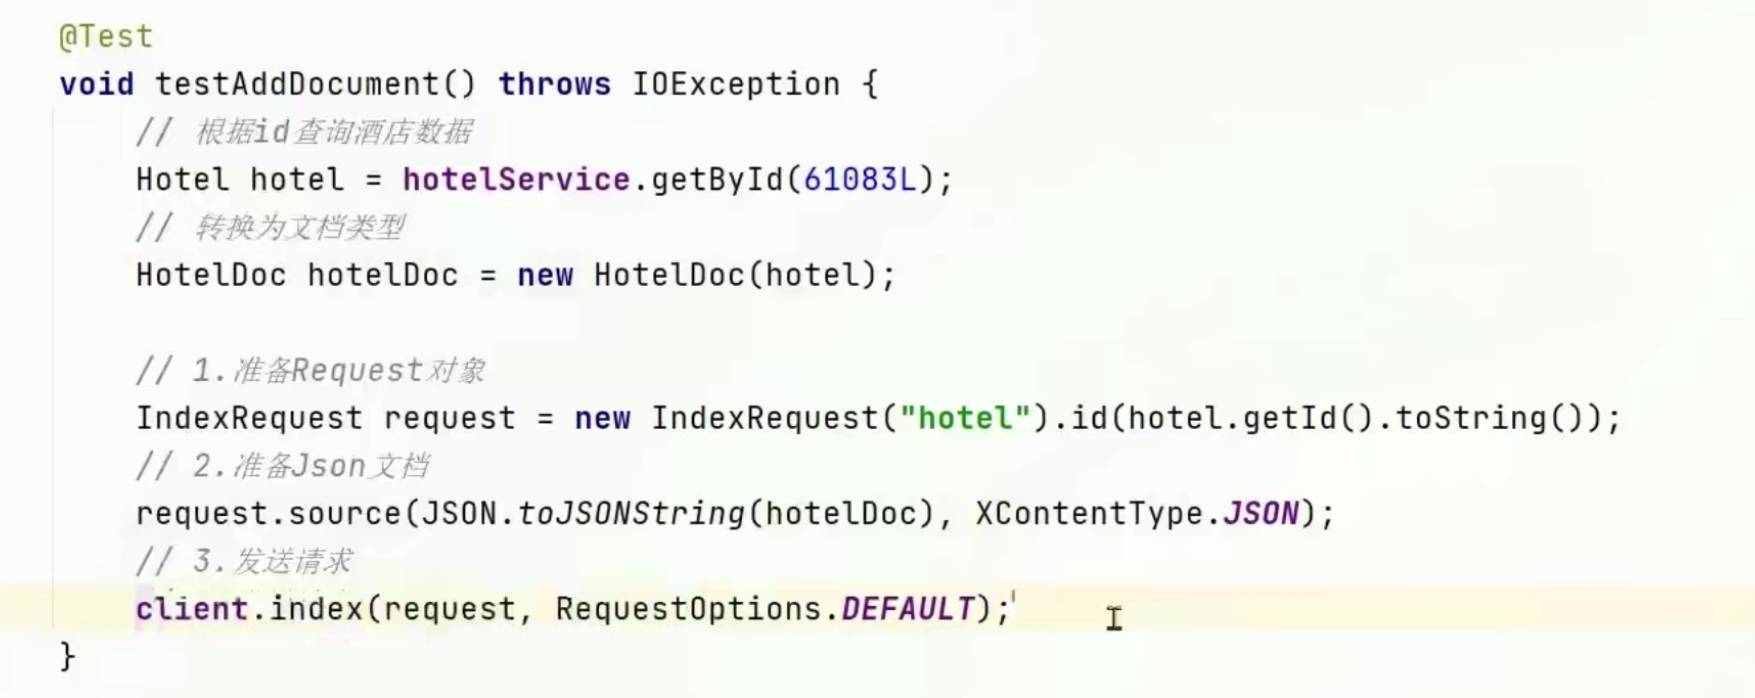 @Test
void testAddDocument() throws IOException {
// 根据id查询酒店数据
Hotel hotel = hotelService.getById(61083L);
// 转换为文档类型
HotelDoc hotelDoc = new HotelDoc(hotel);
// 1.准备Request对象
IndexRequest request = new IndexRequest("hotel").id(hotel.getId().toString());
// 2.准备Json文档
request.source(JSON.toJSONString(hotelDoc), XContentType.JSON);
// 3.发送请求
client.index(request, RequestOptions.DEFAULT);
}